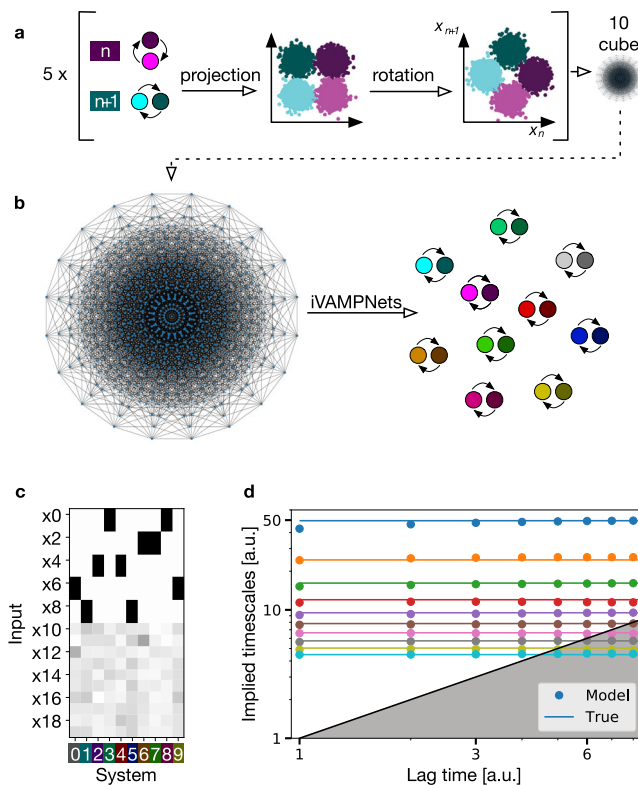 a
5 x
n
n+1
projection
rotation
x_{n+1}
x_n
10
cube
b
iVAMPNets
c
x0
x2
x4
x6
x8
x10
x12
x14
x16
x18
Input
0 1 2 3 4 5 6 7 8 9
System
d
Implied timescales [a.u.]
50
10
1
Model
True
1 3 6
Lag time [a.u.]